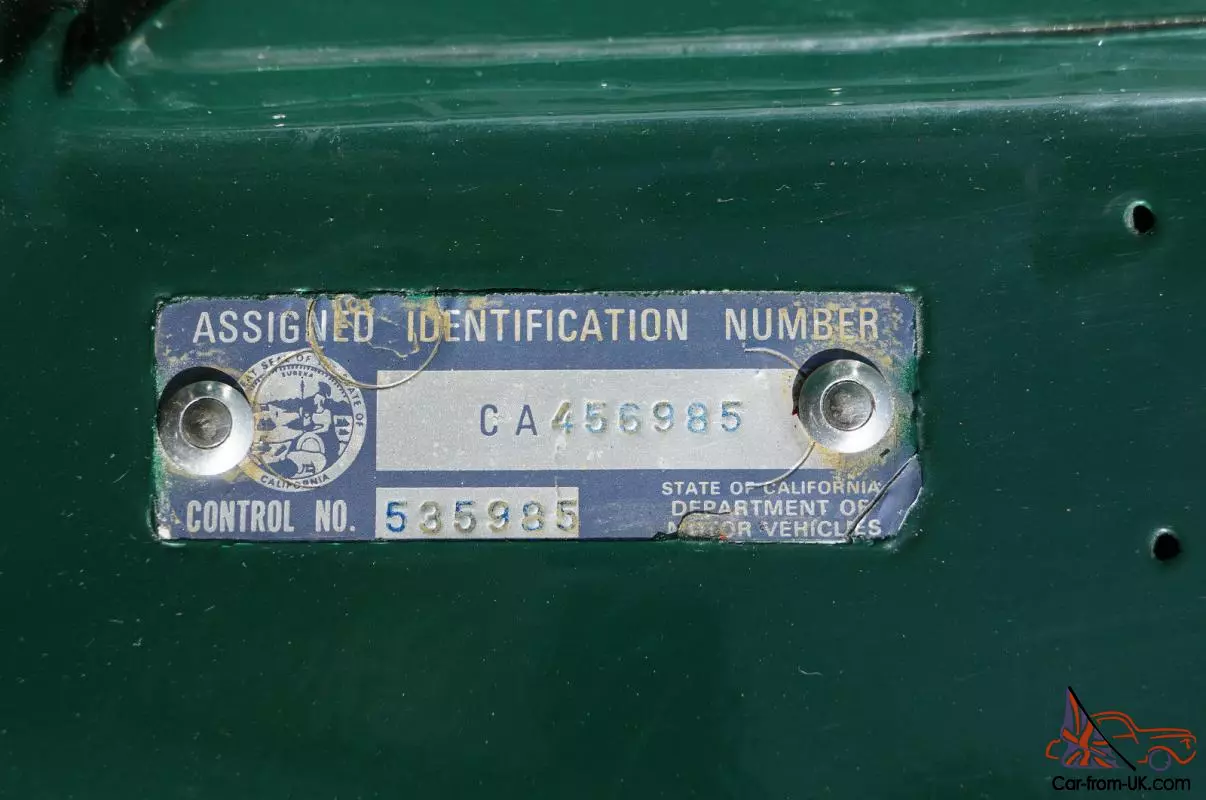 ASSIGNED IDENTIFICATION NUMBER
EUREKA
CALIFORNIA
CA456985
CONTROL NO. 535985
STATE OF CALIFORNIA
DEPARTMENT OF
MOTOR VEHICLES
Car-from-UK.com